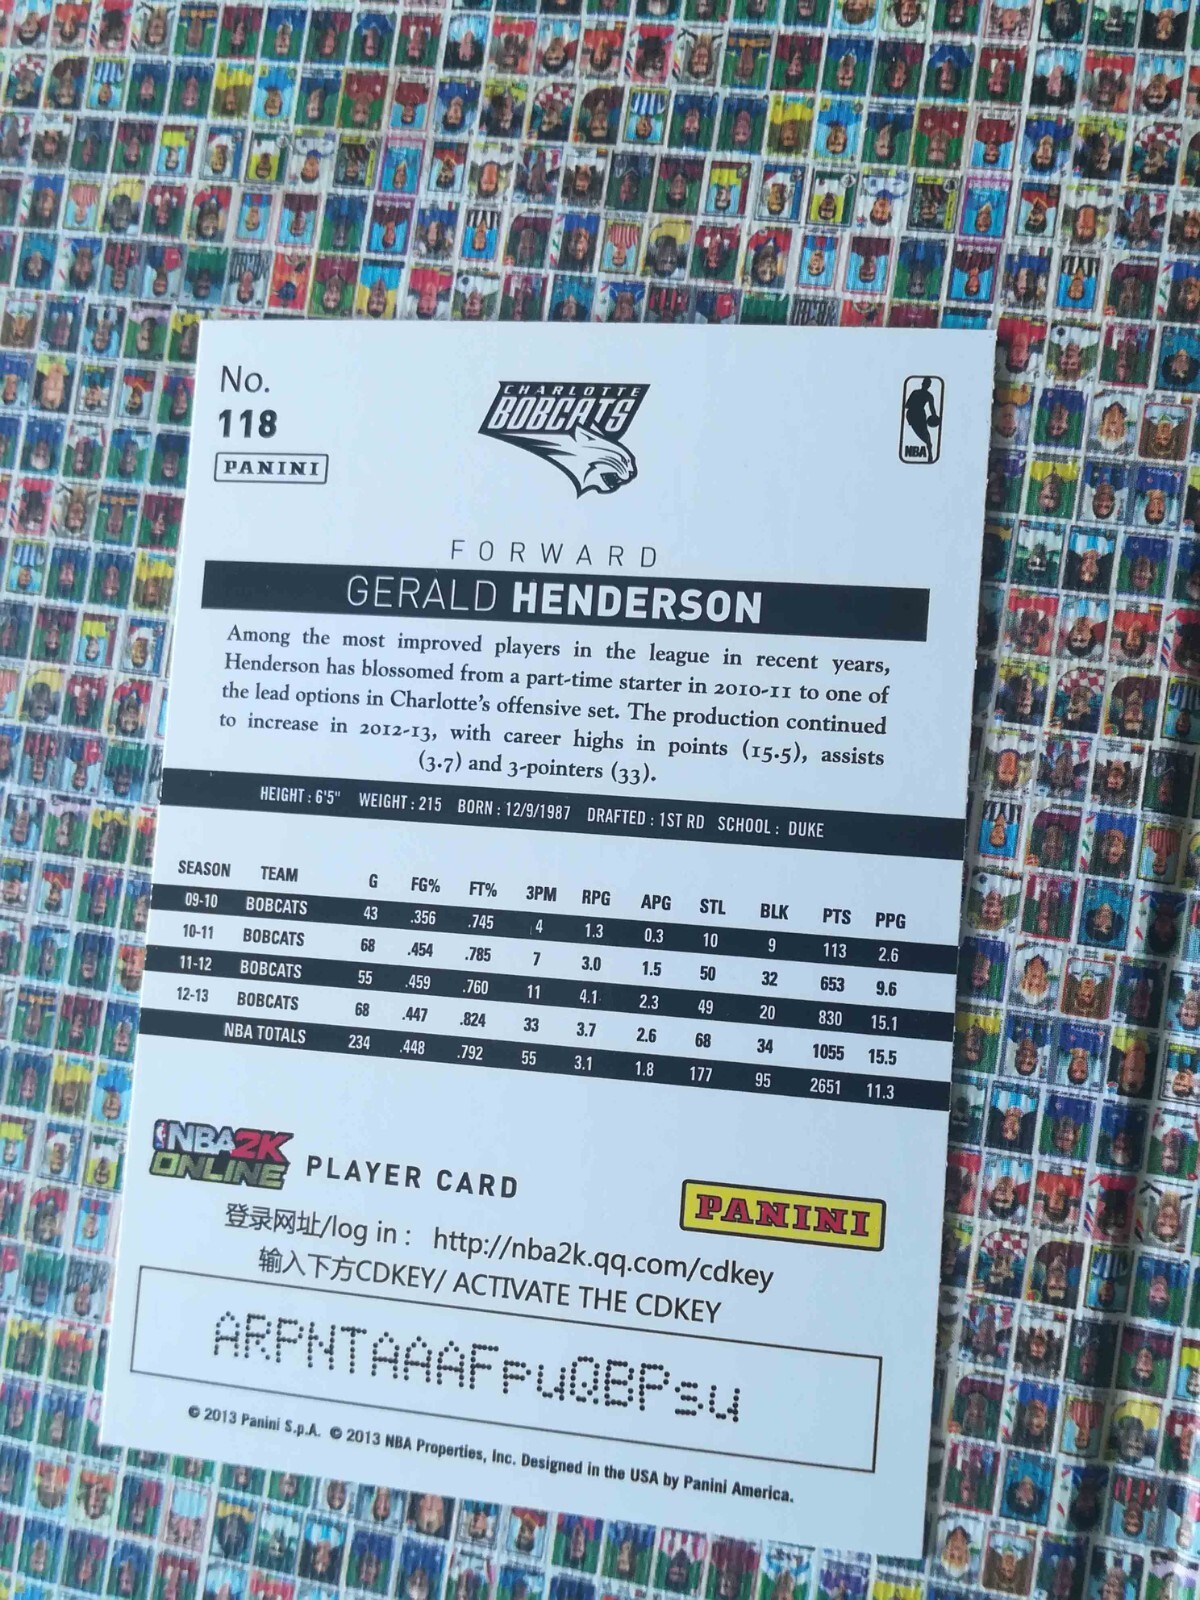 No.
118
PANINI
CHARLOTTE
BOBCATS
NBA
FORWARD
GERALD HENDERSON
Among the most improved players in the league in recent years,
Henderson has blossomed from a part-time starter in 2010-11 to one of
the lead options in Charlotte's offensive set. The production continued
to increase in 2012-13, with career highs in points (15.5), assists
(3.7) and 3-pointers (33).
HEIGHT : 6'5" WEIGHT : 215 BORN : 12/9/1987 DRAFTED : 1ST RD SCHOOL : DUKE
SEASON TEAM G FG% FT% 3PM RPG APG STL BLK PTS PPG
09-10 BOBCATS 43 .356 .745 4 1.3 0.3 10 9 113 2.6
10-11 BOBCATS 68 .454 .785 7 3.0 1.5 50 32 653 9.6
11-12 BOBCATS 55 .459 .760 11 4.1 2.3 49 20 830 15.1
12-13 BOBCATS 68 .447 .824 33 3.7 2.6 68 34 1055 15.5
NBA TOTALS 234 .448 .792 55 3.1 1.8 177 95 2651 11.3
NBA2K
ONLINE
PLAYER CARD
PANINI
登录网址/log in : http://nba2k.qq.com/cdkey
输入下方CDKEY/ ACTIVATE THE CDKEY
ARPNTAAAFpuQBPsu
© 2013 Panini S.p.A. © 2013 NBA Properties, Inc. Designed in the USA by Panini America.